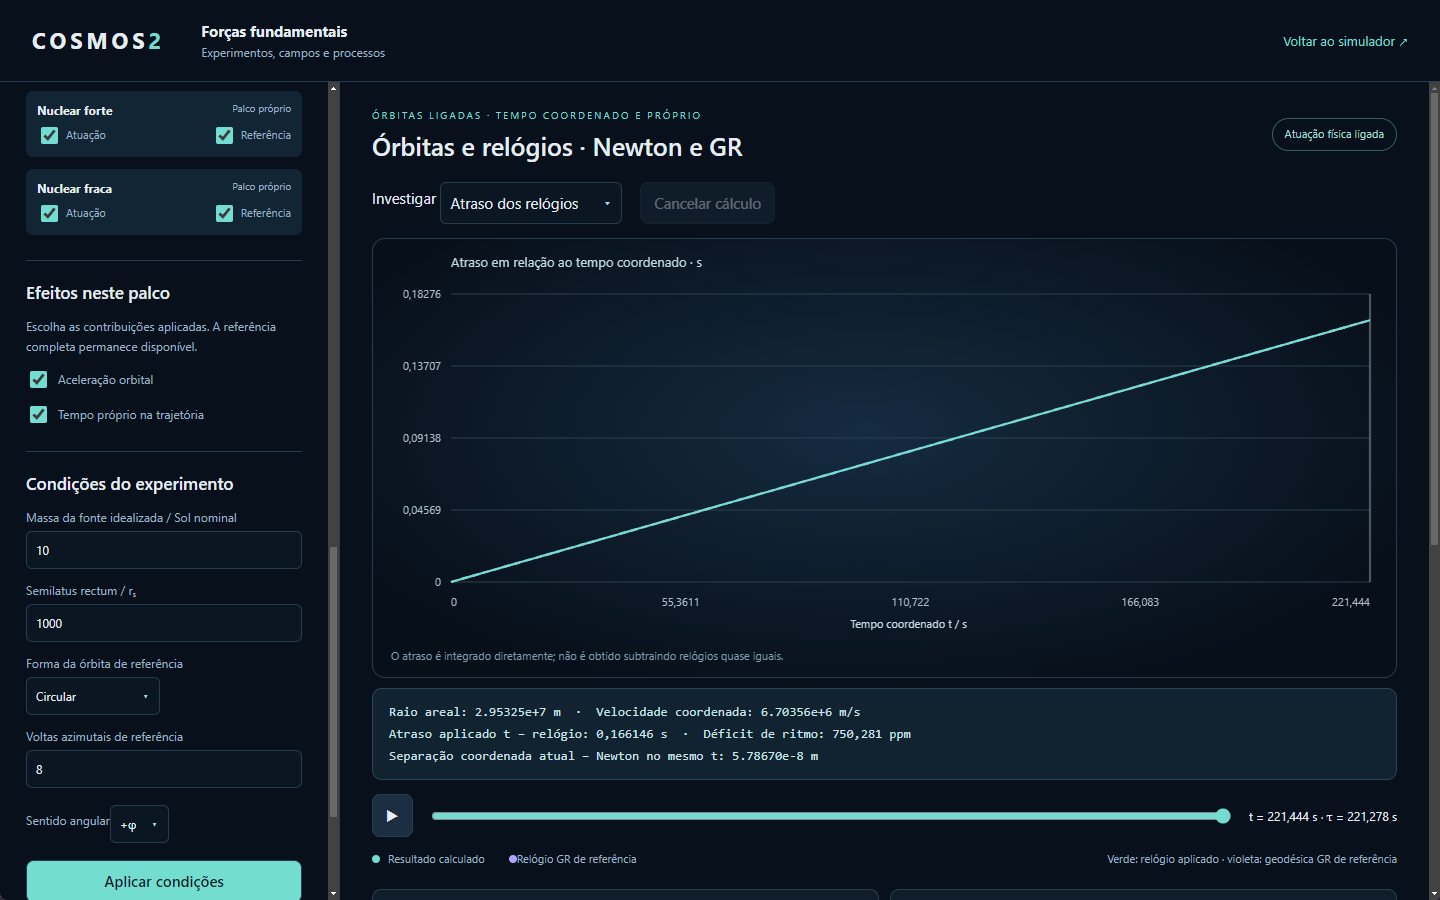 COSMOS2
Forças fundamentais
Experimentos, campos e processos
Voltar ao simulador ↗
Nuclear forte
Palco próprio
Atuação
Referência
Nuclear fraca
Palco próprio
Atuação
Referência
Efeitos neste palco
Escolha as contribuições aplicadas. A referência
completa permanece disponível.
Aceleração orbital
Tempo próprio na trajetória
Condições do experimento
Massa da fonte idealizada / Sol nominal
10
Semilatus rectum / rₛ
1000
Forma da órbita de referência
Circular
Voltas azimutais de referência
8
Sentido angular
+φ
Aplicar condições
ÓRBITAS LIGADAS · TEMPO COORDENADO E PRÓPRIO
Órbitas e relógios · Newton e GR
Atuação física ligada
Investigar
Atraso dos relógios
Cancelar cálculo
Atraso em relação ao tempo coordenado · s
0,18276
0,13707
0,09138
0,04569
0
0
55,3611
110,722
166,083
221,444
Tempo coordenado t / s
O atraso é integrado diretamente; não é obtido subtraindo relógios quase iguais.
Raio areal: 2.95325e+7 m · Velocidade coordenada: 6.70356e+6 m/s
Atraso aplicado t − relógio: 0,166146 s · Déficit de ritmo: 750,281 ppm
Separação coordenada atual − Newton no mesmo t: 5.78670e-8 m
t = 221,444 s · τ = 221,278 s
Resultado calculado
Relógio GR de referência
Verde: relógio aplicado · violeta: geodésica GR de referência